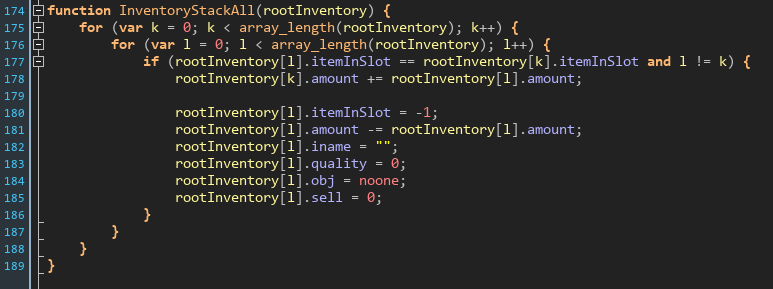 174 function InventoryStackAll(rootInventory) {
175     for (var k = 0; k < array_length(rootInventory); k++) {
176         for (var l = 0; l < array_length(rootInventory); l++) {
177             if (rootInventory[l].itemInSlot == rootInventory[k].itemInSlot and l != k) {
178                 rootInventory[k].amount += rootInventory[l].amount;
179
180                 rootInventory[l].itemInSlot = -1;
181                 rootInventory[l].amount -= rootInventory[l].amount;
182                 rootInventory[l].iname = "";
183                 rootInventory[l].quality = 0;
184                 rootInventory[l].obj = noone;
185                 rootInventory[l].sell = 0;
186             }
187         }
188     }
189 }